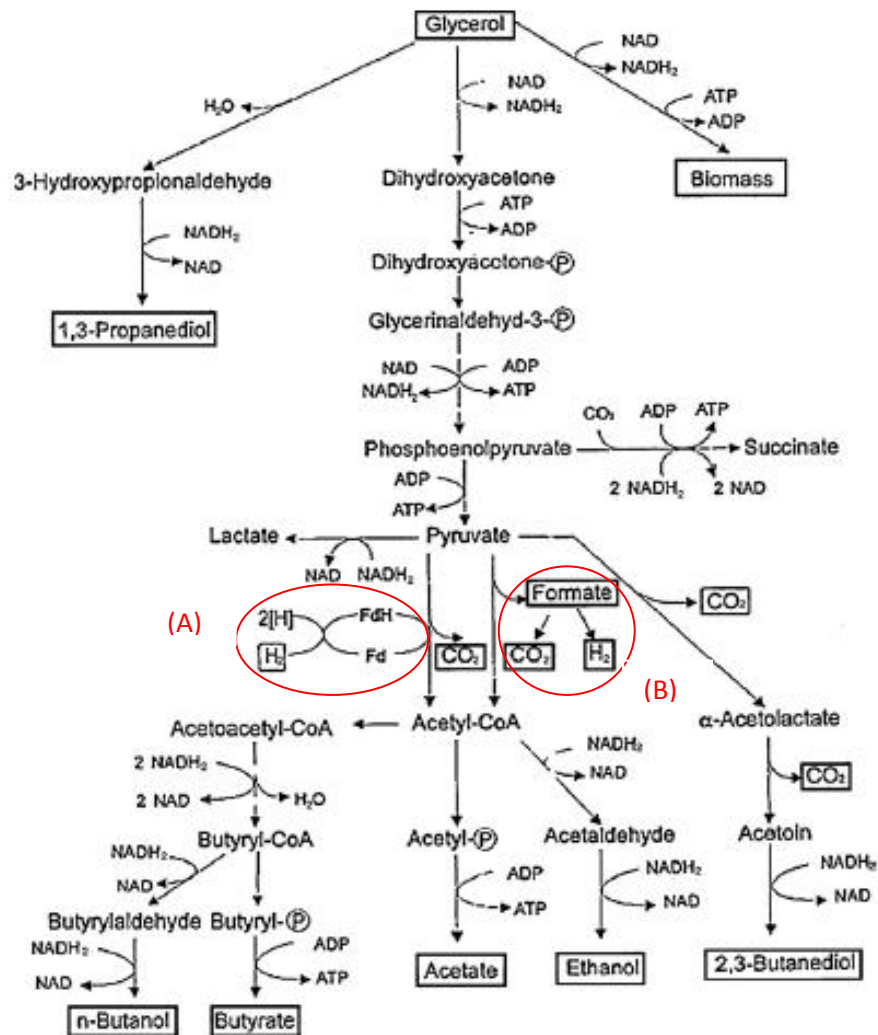 Glycerol
NAD
NADH₂
NAD
NADH₂
H₂O
ATP
ADP
3-Hydroxypropionaldehyde
Dihydroxyacetone
Biomass
ATP
ADP
NADH₂
NAD
Dihydroxyacetone-P
1,3-Propanediol
Glycerinaldehyd-3-P
NAD
ADP
NADH₂
ATP
CO₂
ADP
ATP
Phosphoenolpyruvate
Succinate
2 NADH₂
2 NAD
ADP
ATP
Lactate
Pyruvate
NAD
NADH₂
Formate
CO₂
(A)
2[H]
FdH
H₂
Fd
CO₂
CO₂
H₂
(B)
Acetoacetyl-CoA
Acetyl-CoA
α-Acetolactate
2 NADH₂
NADH₂
2 NAD
H₂O
NAD
CO₂
Butyryl-CoA
Acetyl-P
Acetaldehyde
Acetoin
NADH₂
NAD
ADP
ATP
NADH₂
NAD
NADH₂
NAD
Butyrylaldehyde
Butyryl-P
NADH₂
NAD
ADP
ATP
Acetate
Ethanol
2,3-Butanediol
n-Butanol
Butyrate